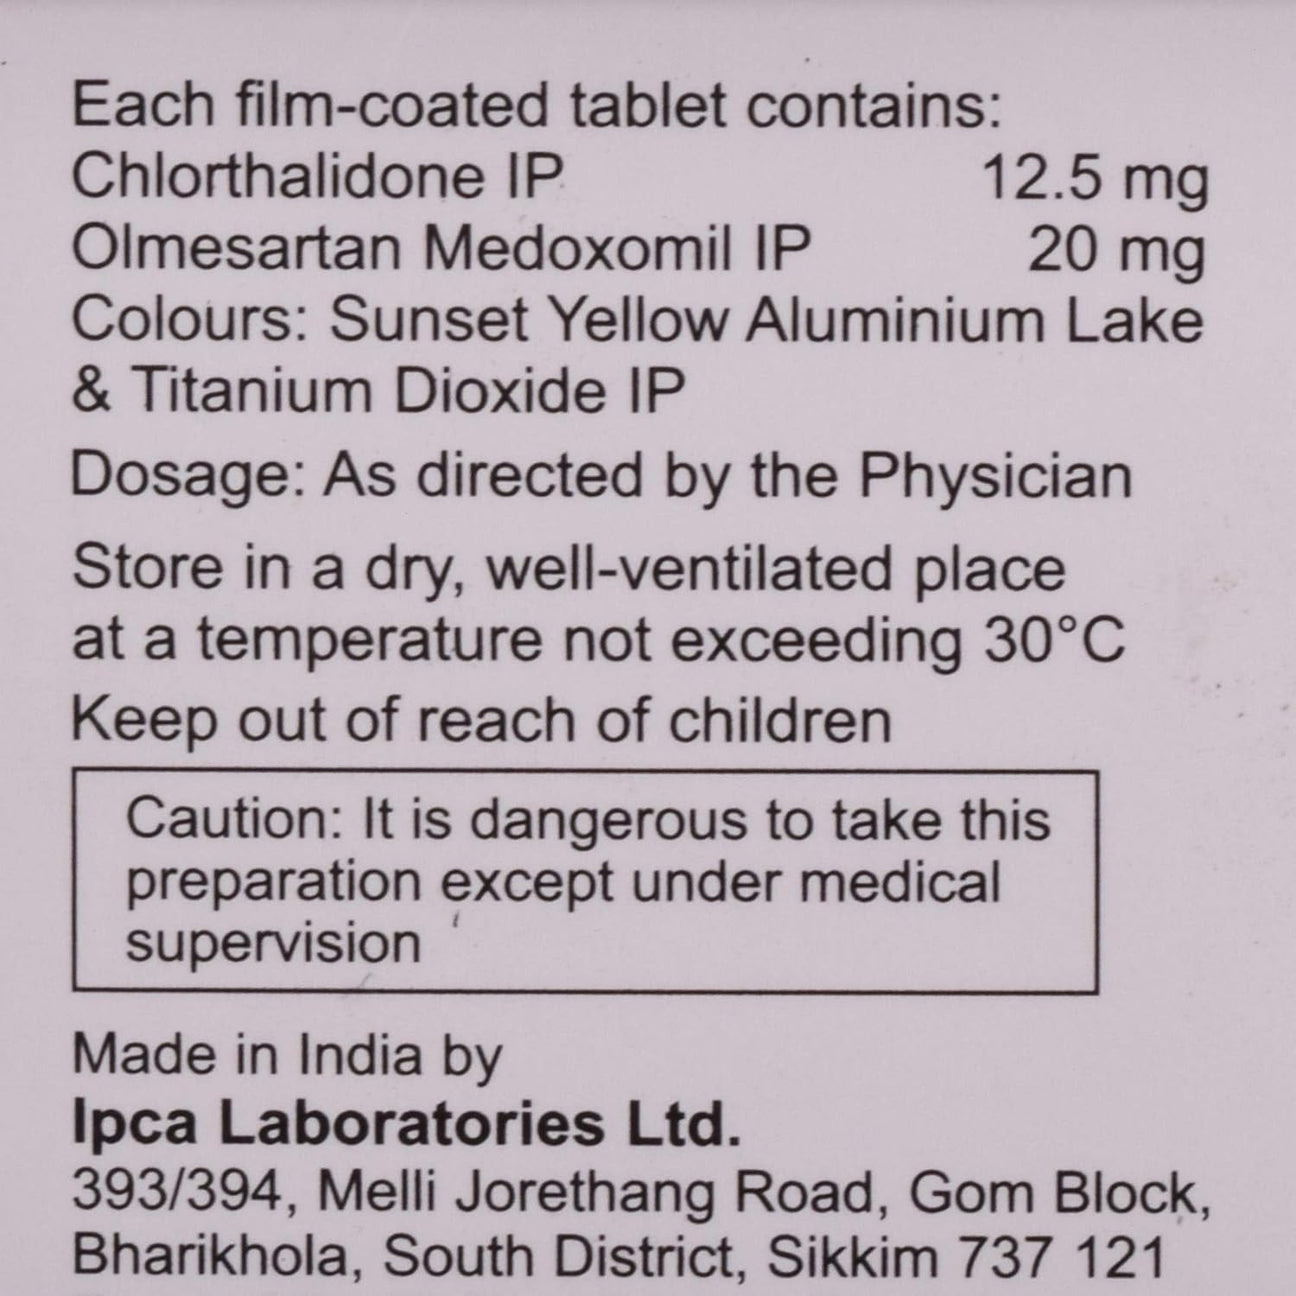 Each film-coated tablet contains:
Chlorthalidone IP 12.5 mg
Olmesartan Medoxomil IP 20 mg
Colours: Sunset Yellow Aluminium Lake
& Titanium Dioxide IP
Dosage: As directed by the Physician
Store in a dry, well-ventilated place
at a temperature not exceeding 30°C
Keep out of reach of children
Caution: It is dangerous to take this
preparation except under medical
supervision
Made in India by
Ipca Laboratories Ltd.
393/394, Melli Jorethang Road, Gom Block,
Bharikhola, South District, Sikkim 737 121